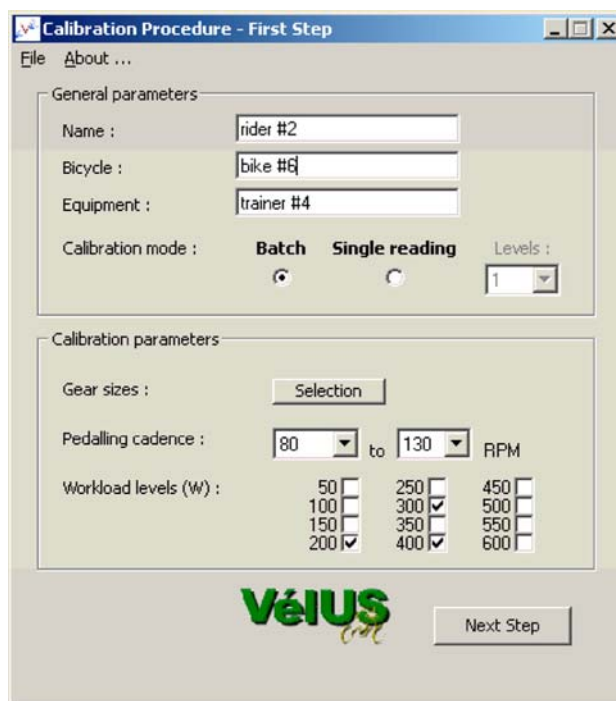 Calibration Procedure - First Step
File About ...
General parameters
Name : rider #2
Bicycle : bike #6
Equipment : trainer #4
Calibration mode : Batch Single reading Levels :
1
Calibration parameters
Gear sizes : Selection
Pedalling cadence : 80 to 130 RPM
Workload levels (W) : 50 250 450
100 300 500
150 350 550
200 400 600
VélUS
Next Step